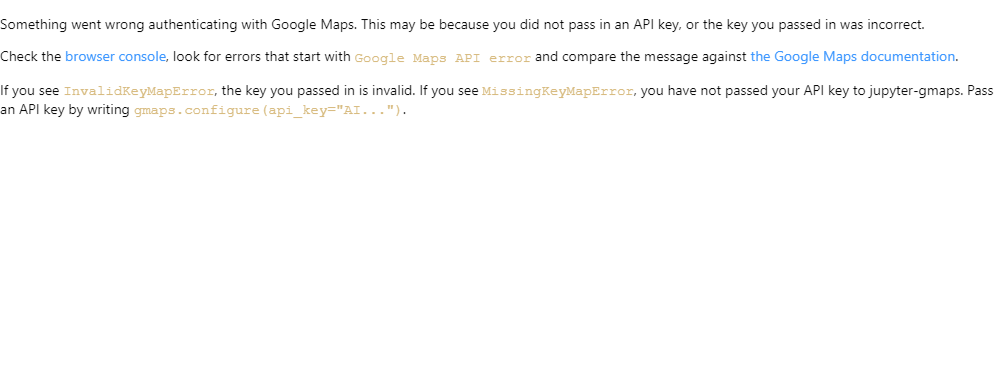 Something went wrong authenticating with Google Maps. This may be because you did not pass in an API key, or the key you passed in was incorrect.
Check the browser console, look for errors that start with Google Maps API error and compare the message against the Google Maps documentation.
If you see InvalidKeyMapError, the key you passed in is invalid. If you see MissingKeyMapError, you have not passed your API key to jupyter-gmaps. Pass
an API key by writing gmaps.configure(api_key="AI...").